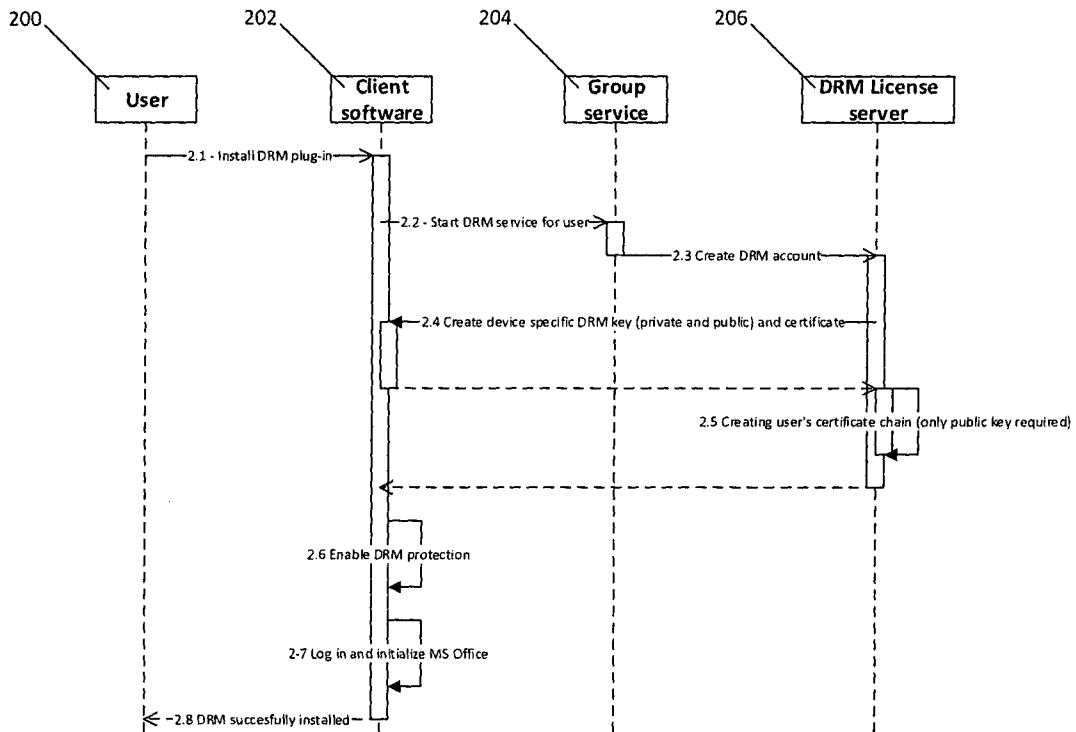 200
202
204
206
User
Client
software
Group
service
DRM License
server
2.1 - Install DRM plug-in
2.2 - Start DRM service for user
2.3 Create DRM account
2.4 Create device specific DRM key (private and public) and certificate
2.5 Creating user's certificate chain (only public key required)
2.6 Enable DRM protection
2-7 Log in and initialize MS Office
2.8 DRM succesfully installed